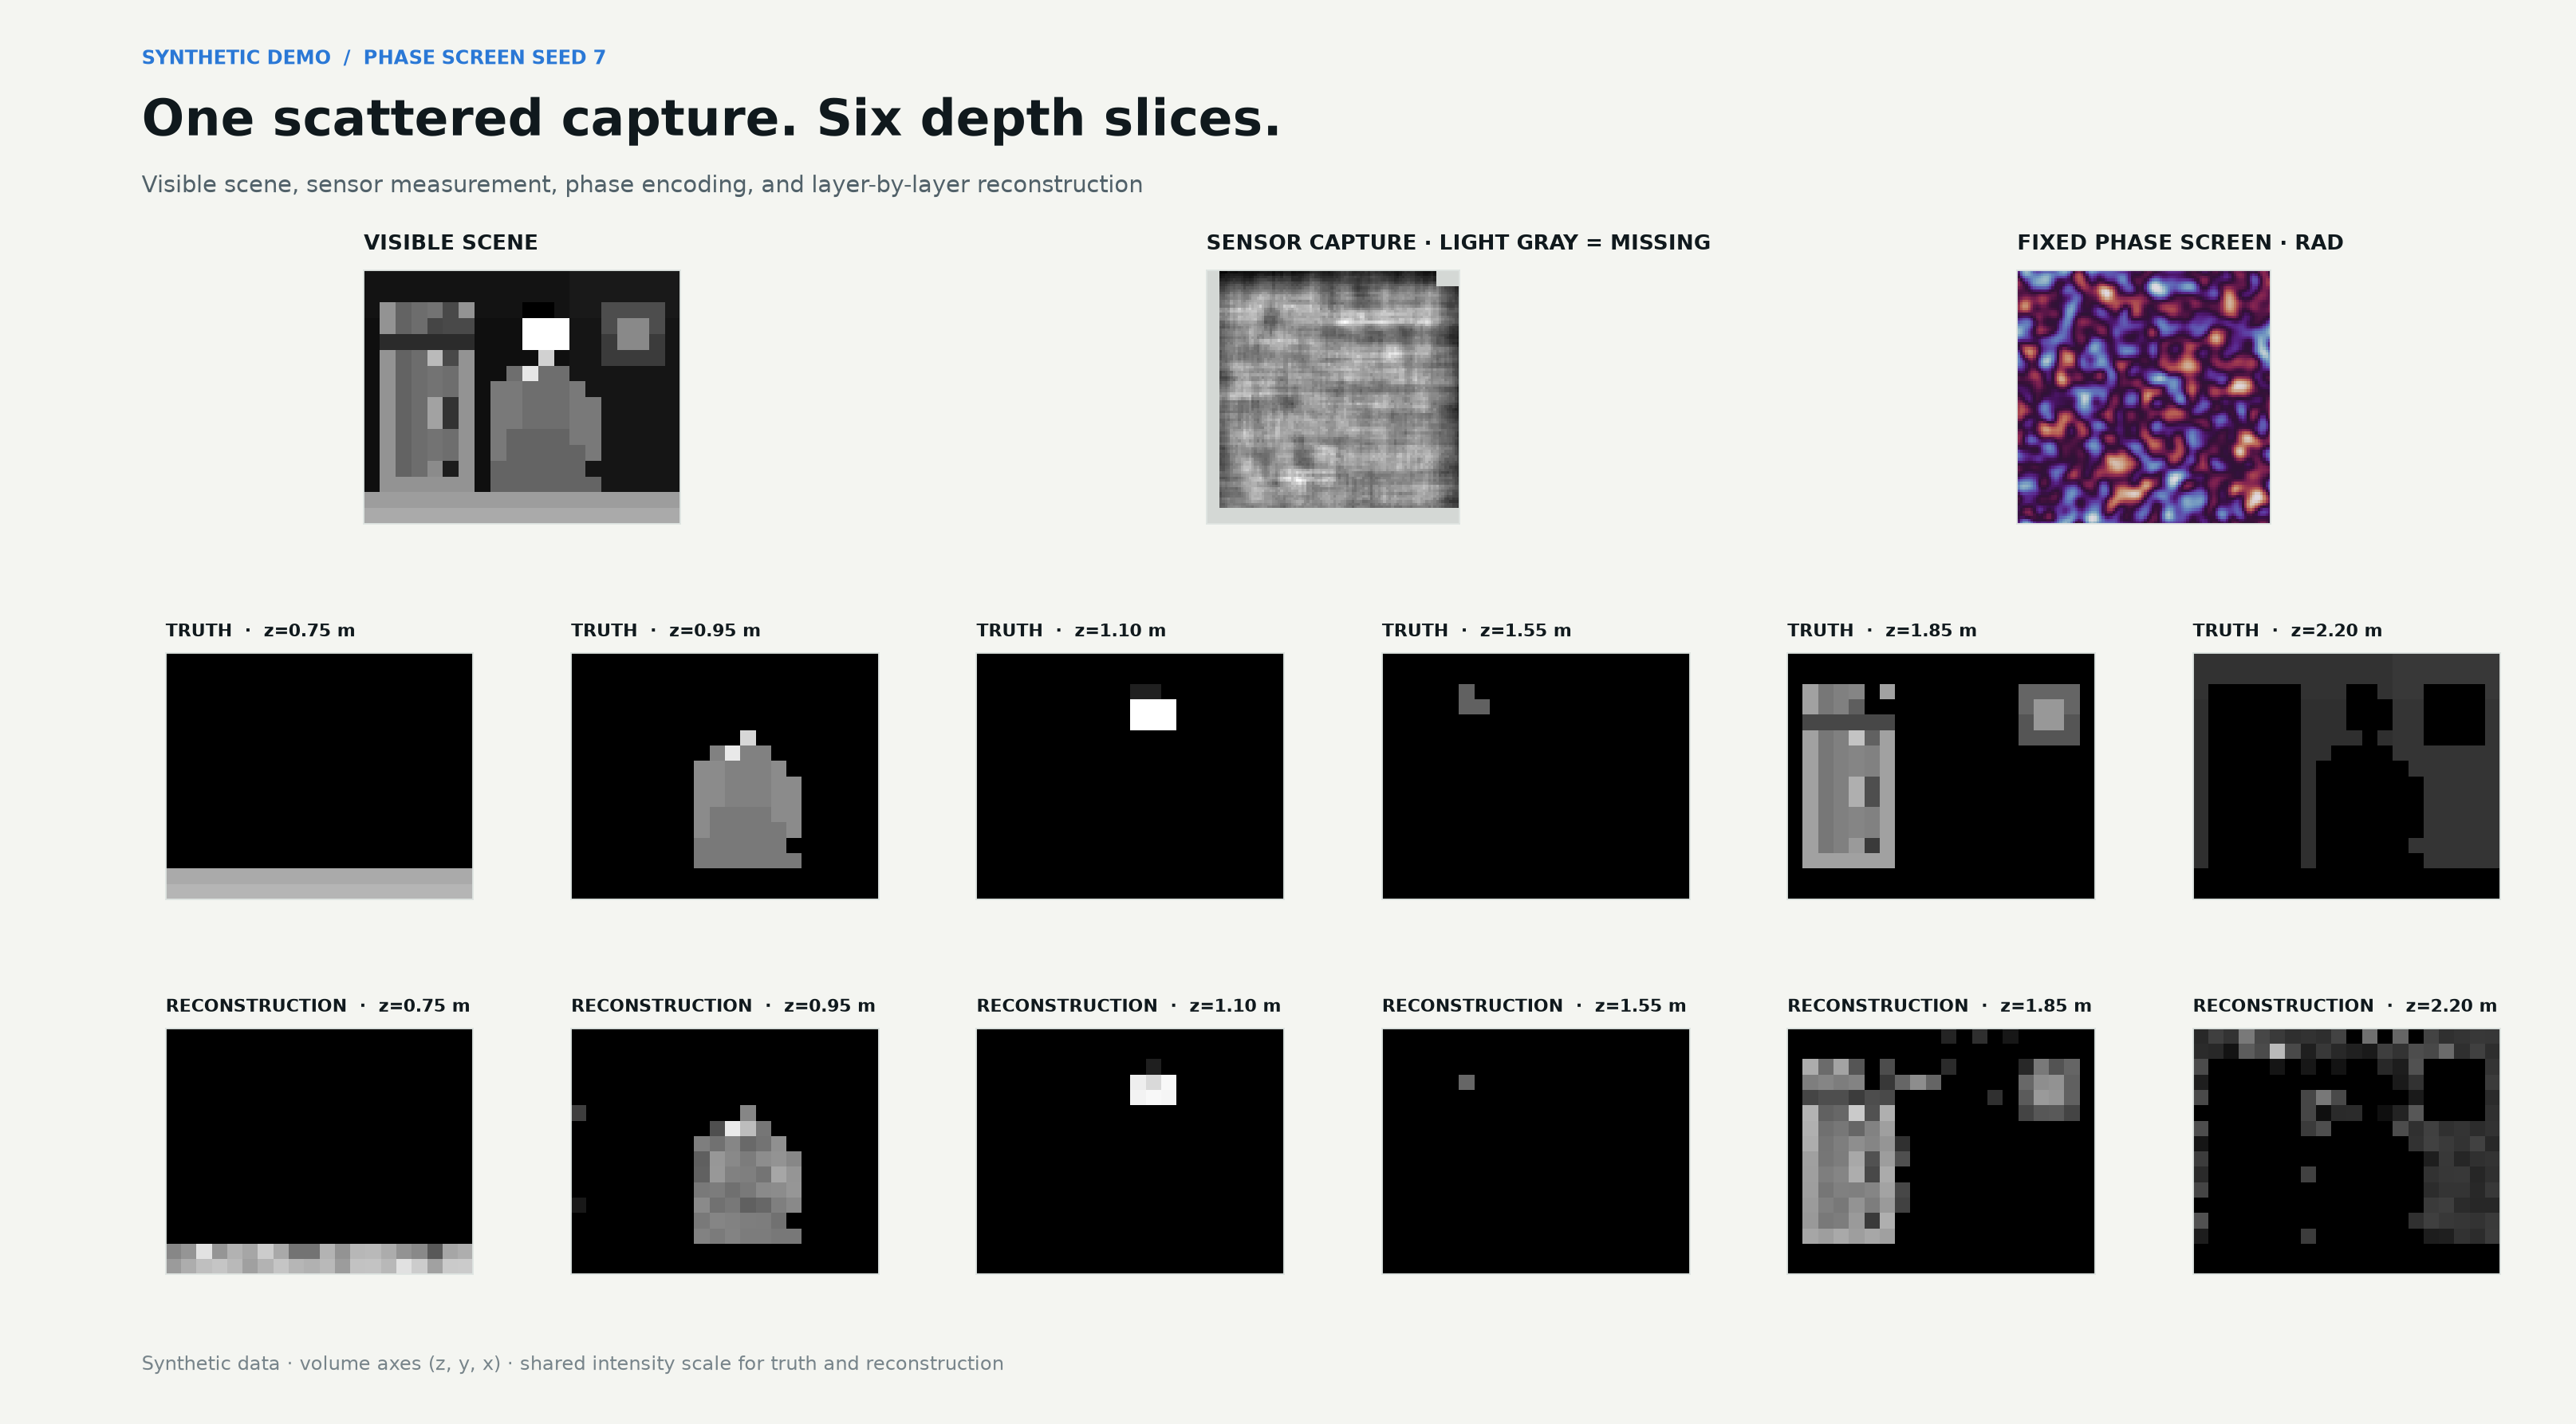 SYNTHETIC DEMO / PHASE SCREEN SEED 7
One scattered capture. Six depth slices.
Visible scene, sensor measurement, phase encoding, and layer-by-layer reconstruction
VISIBLE SCENE
SENSOR CAPTURE · LIGHT GRAY = MISSING
FIXED PHASE SCREEN · RAD
TRUTH · z=0.75 m
TRUTH · z=0.95 m
TRUTH · z=1.10 m
TRUTH · z=1.55 m
TRUTH · z=1.85 m
TRUTH · z=2.20 m
RECONSTRUCTION · z=0.75 m
RECONSTRUCTION · z=0.95 m
RECONSTRUCTION · z=1.10 m
RECONSTRUCTION · z=1.55 m
RECONSTRUCTION · z=1.85 m
RECONSTRUCTION · z=2.20 m
Synthetic data · volume axes (z, y, x) · shared intensity scale for truth and reconstruction